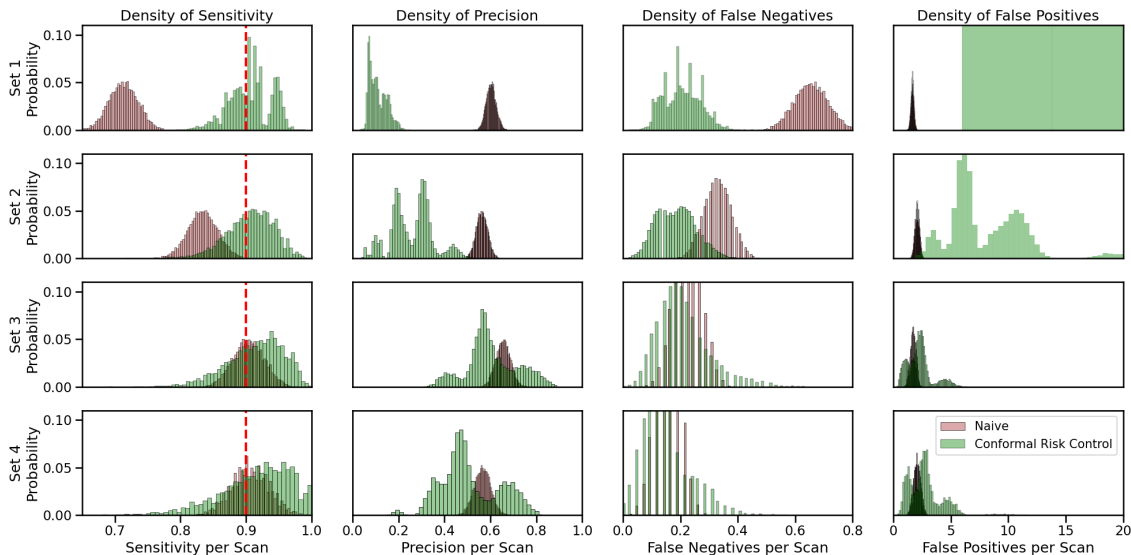 Density of Sensitivity
Density of Precision
Density of False Negatives
Density of False Positives
Set 1
Probability
0.10
0.05
0.00
Set 2
Probability
0.10
0.05
0.00
Set 3
Probability
0.10
0.05
0.00
Set 4
Probability
0.10
0.05
0.00
Naive
Conformal Risk Control
0.7 0.8 0.9 1.0
0.0 0.2 0.4 0.6 0.8 1.0
0.0 0.2 0.4 0.6 0.8
0 5 10 15 20
Sensitivity per Scan
Precision per Scan
False Negatives per Scan
False Positives per Scan